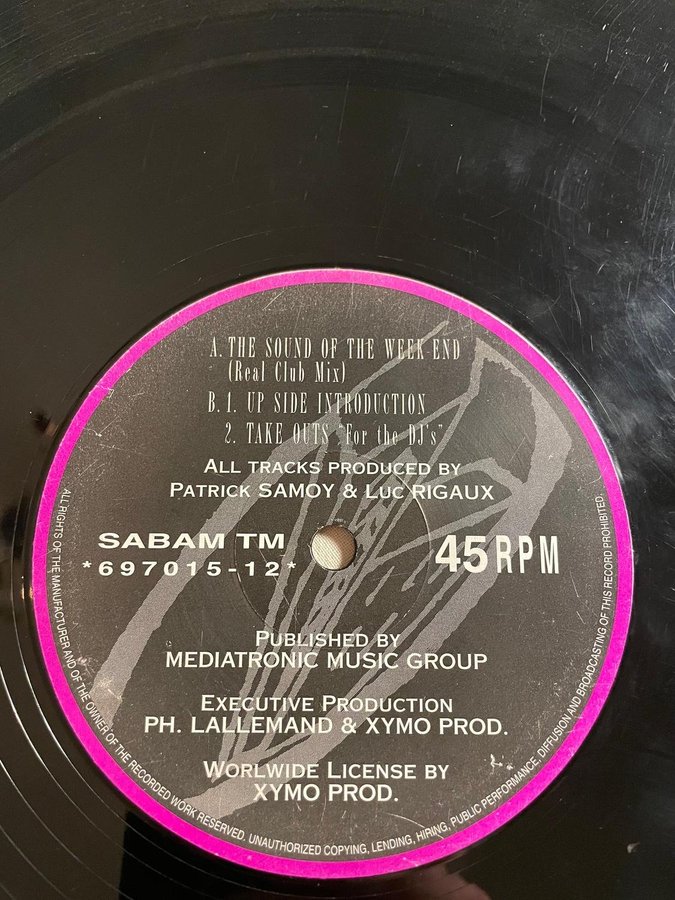 A. THE SOUND OF THE WEEK-END
(Real Club Mix)
B. 1. UP SIDE INTRODUCTION
2. TAKE OUTS "For the DJ's"
ALL TRACKS PRODUCED BY
PATRICK SAMOY & LUC RIGAUX
SABAM TM
*697015-12*
45 RPM
PUBLISHED BY
MEDIATRONIC MUSIC GROUP
EXECUTIVE PRODUCTION
PH. LALLEMAND & XYMO PROD.
WORLWIDE LICENSE BY
XYMO PROD.
ALL RIGHTS OF THE MANUFACTURER AND OF THE OWNER OF THE RECORDED WORK RESERVED. UNAUTHORIZED COPYING, LENDING, HIRING, PUBLIC PERFORMANCE, DIFFUSION AND BROADCASTING OF THIS RECORD PROHIBITED.